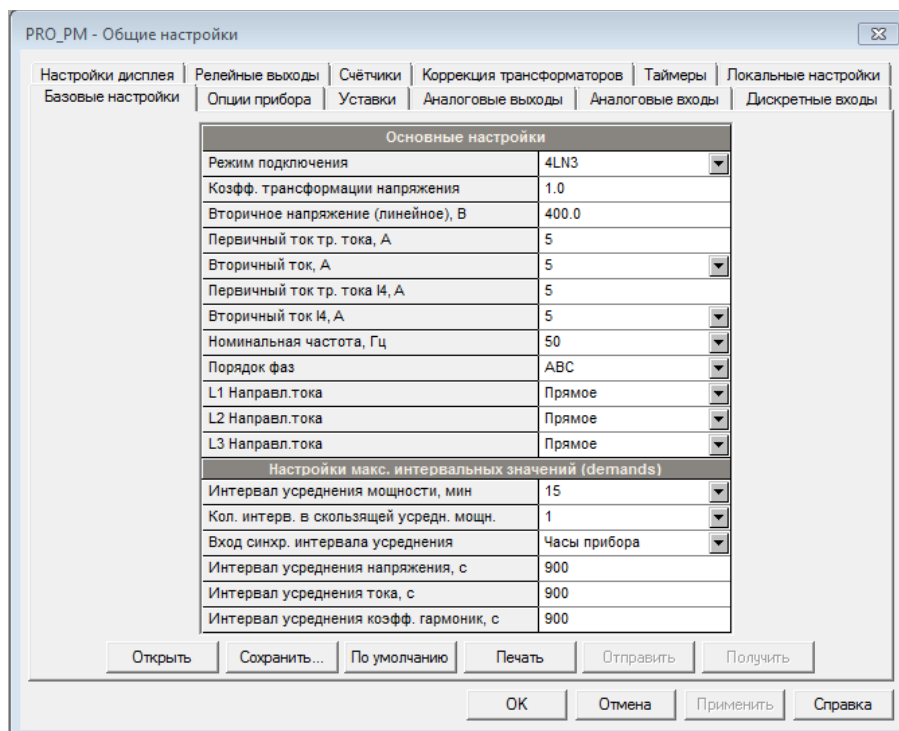 PRO_PM - Общие настройки
Настройки дисплея Релейные выходы Счётчики Коррекция трансформаторов Таймеры Локальные настройки
Базовые настройки Опции прибора Уставки Аналоговые выходы Аналоговые входы Дискретные входы
Основные настройки
Режим подключения 4LN3
Коэфф. трансформации напряжения 1.0
Вторичное напряжение (линейное), В 400.0
Первичный ток тр. тока, А 5
Вторичный ток, А 5
Первичный ток тр. тока I4, А 5
Вторичный ток I4, А 5
Номинальная частота, Гц 50
Порядок фаз ABC
L1 Направл.тока Прямое
L2 Направл.тока Прямое
L3 Направл.тока Прямое
Настройки макс. интервальных значений (demands)
Интервал усреднения мощности, мин 15
Кол. интерв. в скользящей усредн. мощн. 1
Вход синхр. интервала усреднения Часы прибора
Интервал усреднения напряжения, с 900
Интервал усреднения тока, с 900
Интервал усреднения коэфф. гармоник, с 900
Открыть Сохранить... По умолчанию Печать Отправить Получить
OK Отмена Применить Справка